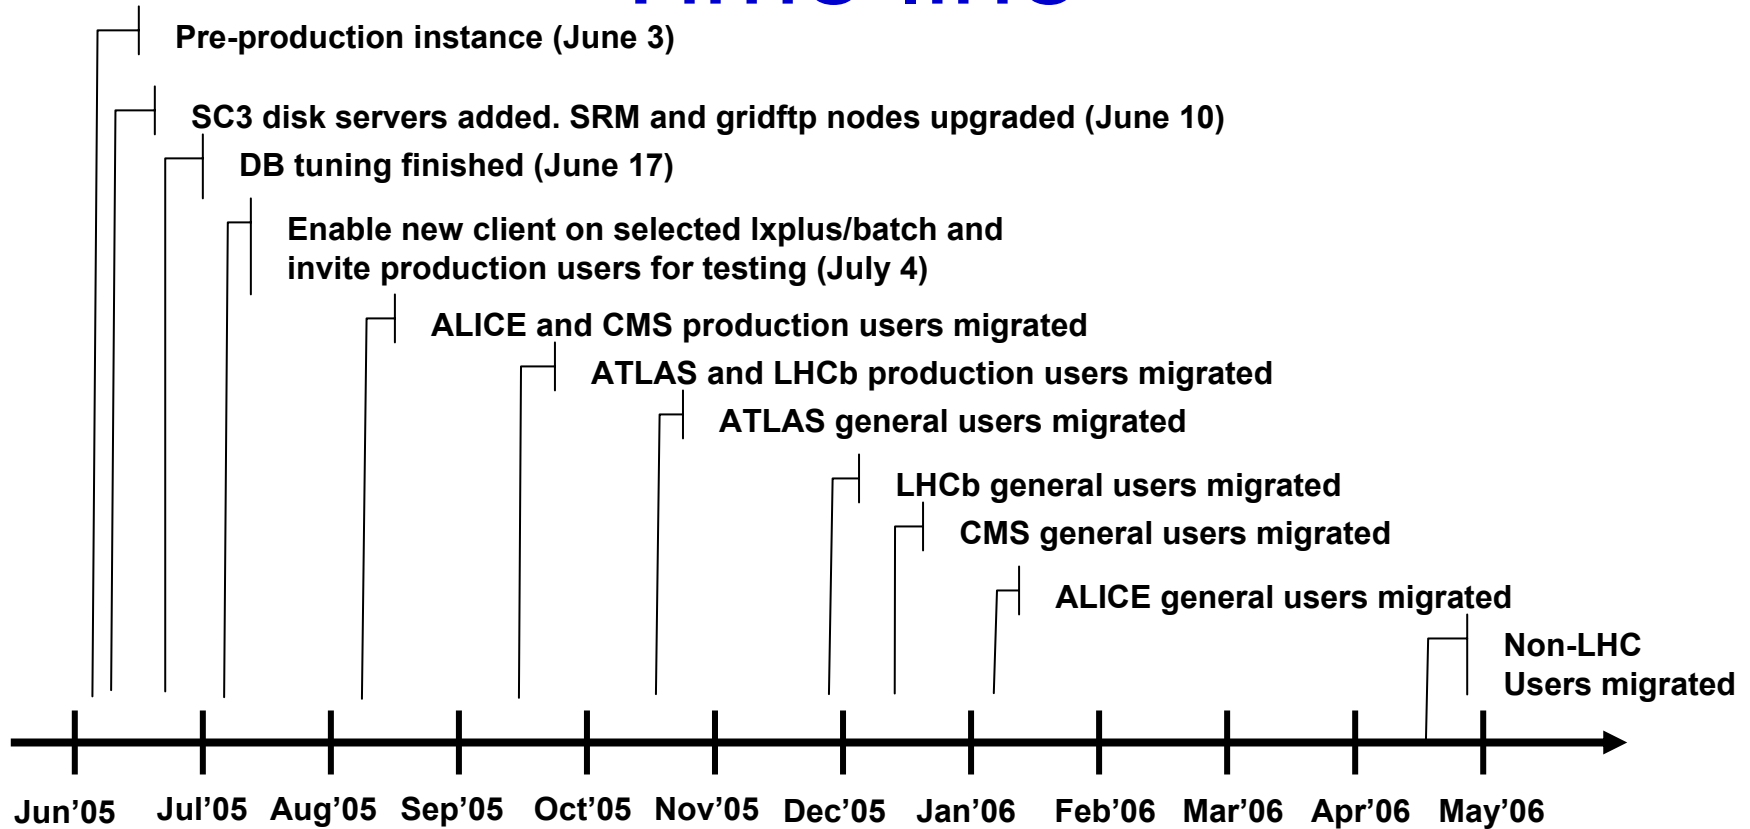 Pre-production instance (June 3)
SC3 disk servers added. SRM and gridftp nodes upgraded (June 10)
DB tuning finished (June 17)
Enable new client on selected lxplus/batch and
invite production users for testing (July 4)
ALICE and CMS production users migrated
ATLAS and LHCb production users migrated
ATLAS general users migrated
LHCb general users migrated
CMS general users migrated
ALICE general users migrated
Non-LHC
Users migrated
Jun’05 Jul’05 Aug’05 Sep’05 Oct’05 Nov’05 Dec’05 Jan’06 Feb’06 Mar’06 Apr’06 May’06